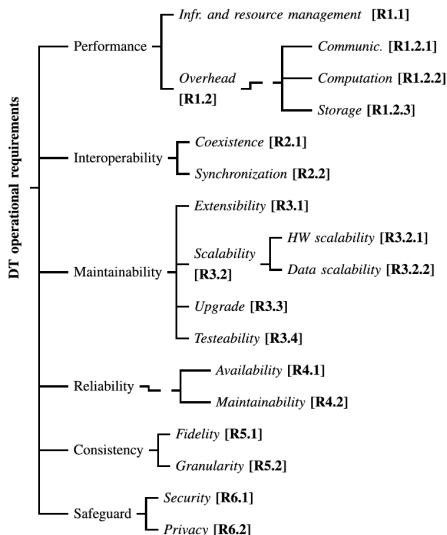 DT operational requirements
Performance
Infr. and resource management [R1.1]
Overhead
[R1.2]
Communic. [R1.2.1]
Computation [R1.2.2]
Storage [R1.2.3]
Interoperability
Coexistence [R2.1]
Synchronization [R2.2]
Maintainability
Extensibility [R3.1]
Scalability
[R3.2]
HW scalability [R3.2.1]
Data scalability [R3.2.2]
Upgrade [R3.3]
Testeability [R3.4]
Reliability
Availability [R4.1]
Maintainability [R4.2]
Consistency
Fidelity [R5.1]
Granularity [R5.2]
Safeguard
Security [R6.1]
Privacy [R6.2]